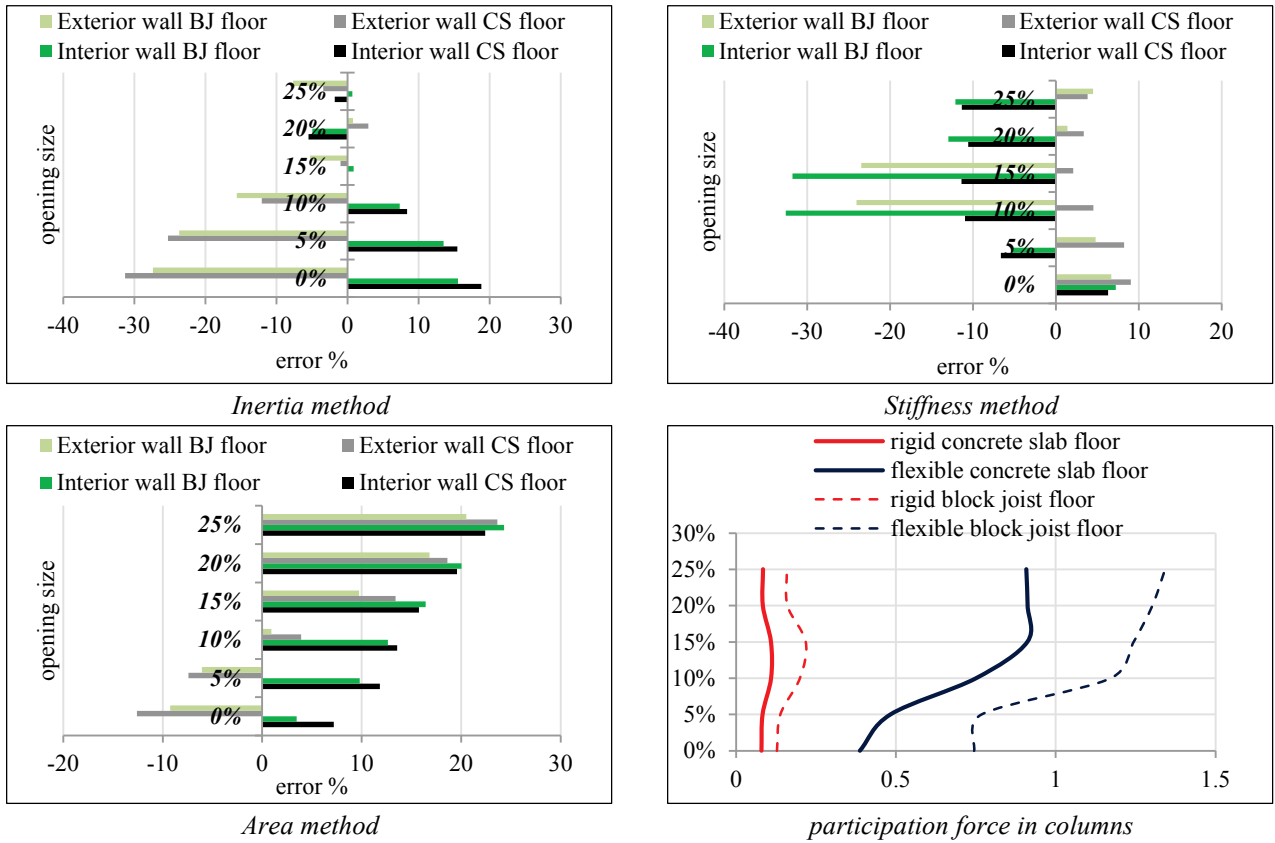 Exterior wall BJ floor Exterior wall CS floor
Interior wall BJ floor Interior wall CS floor
opening size
25%
20%
15%
10%
5%
0%
-40 -30 -20 -10 0 10 20 30
error %
Inertia method
Exterior wall BJ floor Exterior wall CS floor
Interior wall BJ floor Interior wall CS floor
opening size
25%
20%
15%
10%
5%
0%
-40 -30 -20 -10 0 10 20
error %
Stiffness method
Exterior wall BJ floor Exterior wall CS floor
Interior wall BJ floor Interior wall CS floor
opening size
25%
20%
15%
10%
5%
0%
-20 -10 0 10 20 30
error %
Area method
rigid concrete slab floor
flexible concrete slab floor
rigid block joist floor
flexible block joist floor
30%
25%
20%
15%
10%
5%
0%
0 0.5 1 1.5
participation force in columns